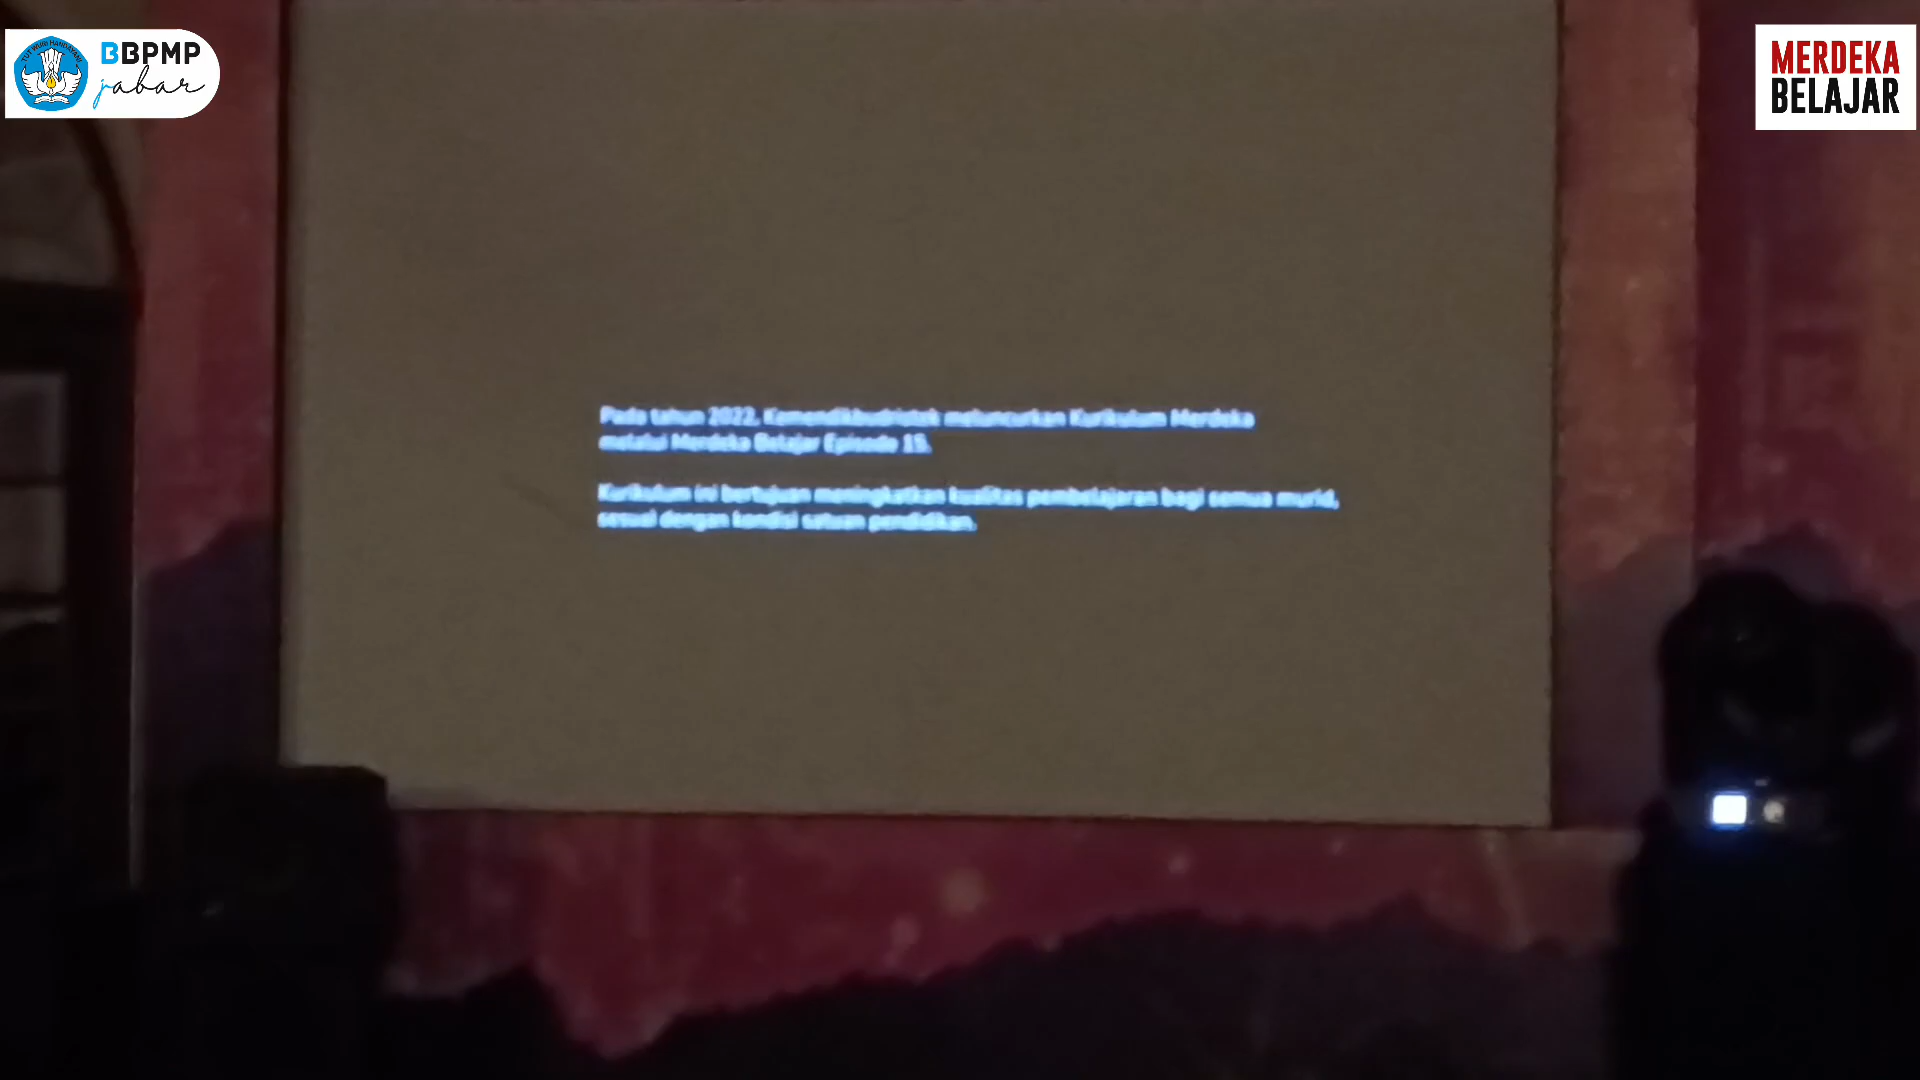 BBPMP
jabar
MERDEKA
BELAJAR
Pada tahun 2022, Kemendikbudristek meluncurkan Kurikulum Merdeka
melalui Merdeka Belajar Episode 15.
Kurikulum ini bertujuan meningkatkan kualitas pembelajaran bagi semua murid,
sesuai dengan kondisi satuan pendidikan.